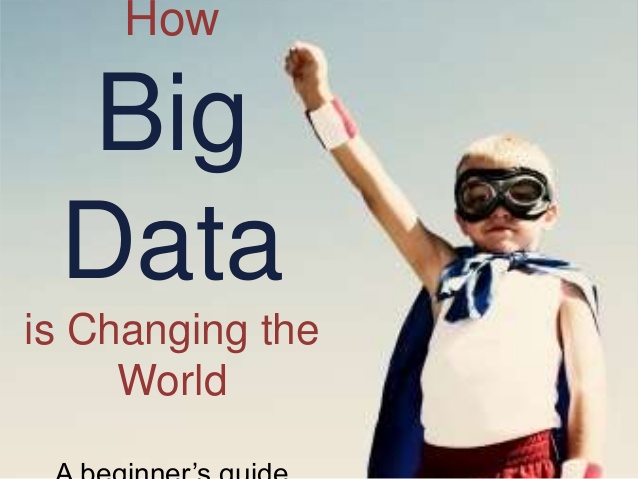 How
Big
Data
is Changing the
World
A beginner's guide